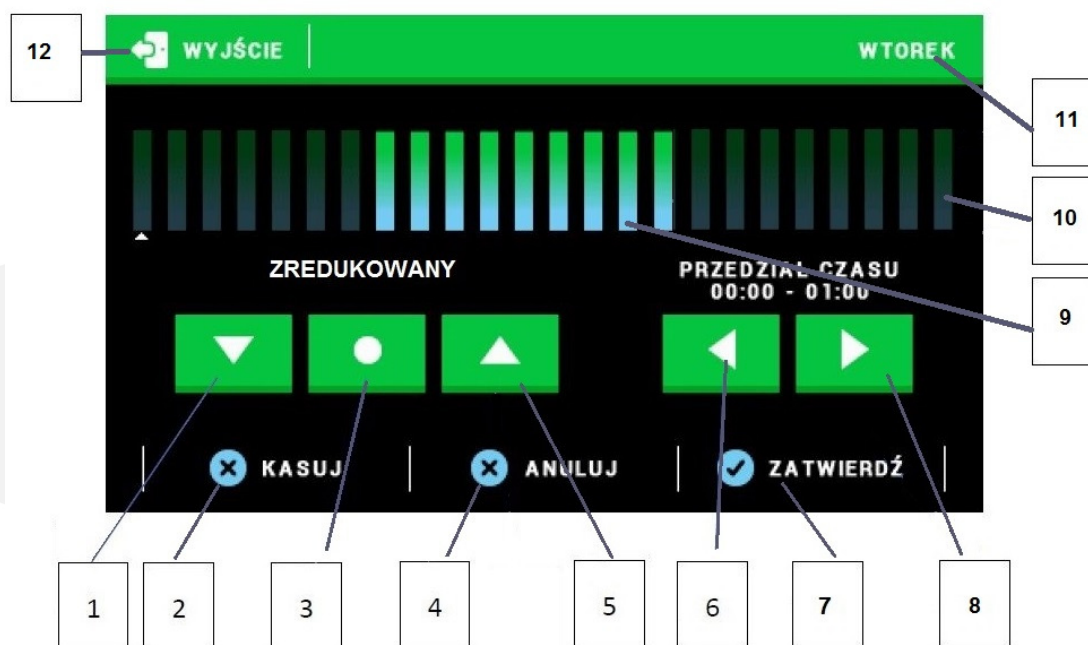 12
WYJŚCIE
WTOREK
11
10
ZREDUKOWANY
PRZEDZIAŁ CZASU
00:00 - 01:00
9
KASUJ
ANULUJ
ZATWIERDŹ
1
2
3
4
5
6
7
8